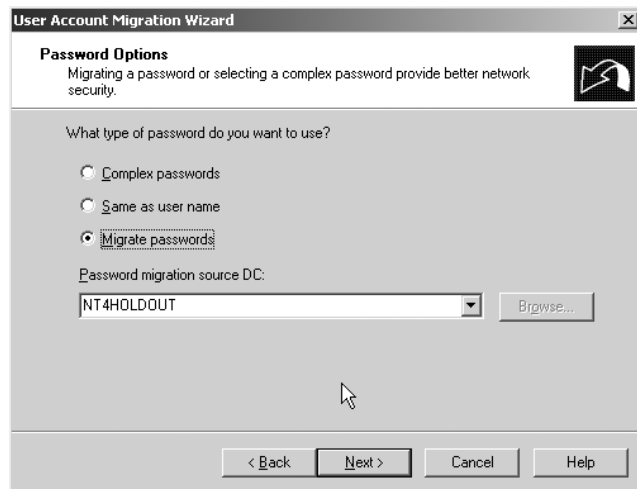 User Account Migration Wizard
Password Options
Migrating a password or selecting a complex password provide better network
security.
What type of password do you want to use?
Complex passwords
Same as user name
Migrate passwords
Password migration source DC:
NT4HOLDOUT
Browse...
< Back
Next >
Cancel
Help